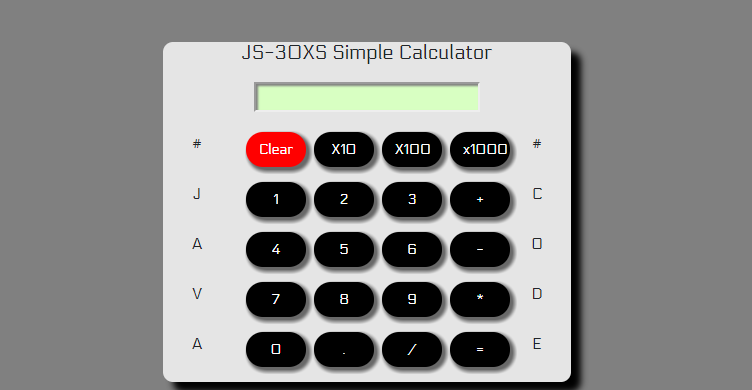 JS-30XS Simple Calculator
# Clear X10 X100 x1000 #
J 1 2 3 + C
A 4 5 6 - O
V 7 8 9 * D
A 0 . / = E